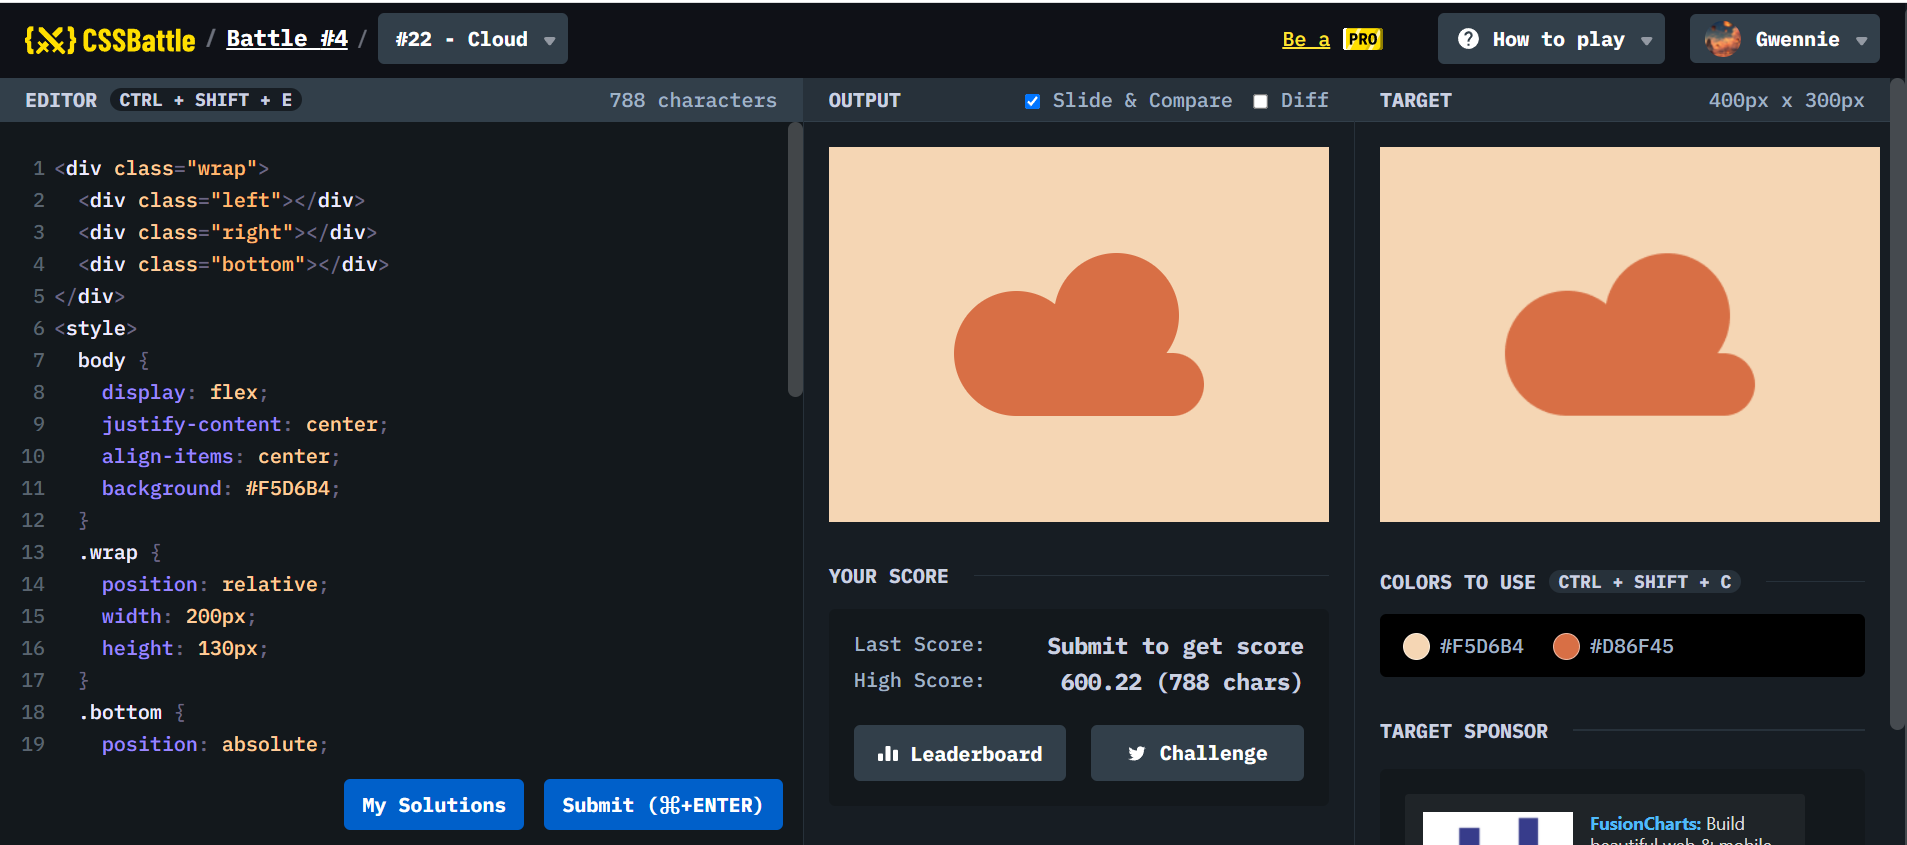 {X} CSSBattle / Battle #4 / #22 - Cloud
Be a PRO
How to play
Gwennie
EDITOR CTRL + SHIFT + E 788 characters
1 <div class="wrap">
2 <div class="left"></div>
3 <div class="right"></div>
4 <div class="bottom"></div>
5 </div>
6 <style>
7 body {
8 display: flex;
9 justify-content: center;
10 align-items: center;
11 background: #F5D6B4;
12 }
13 .wrap {
14 position: relative;
15 width: 200px;
16 height: 130px;
17 }
18 .bottom {
19 position: absolute;
My Solutions Submit (⌘+ENTER)
OUTPUT Slide & Compare Diff
YOUR SCORE
Last Score: Submit to get score
High Score: 600.22 (788 chars)
Leaderboard Challenge
TARGET 400px x 300px
COLORS TO USE CTRL + SHIFT + C
#F5D6B4 #D86F45
TARGET SPONSOR
FusionCharts: Build
beautiful web & mobile